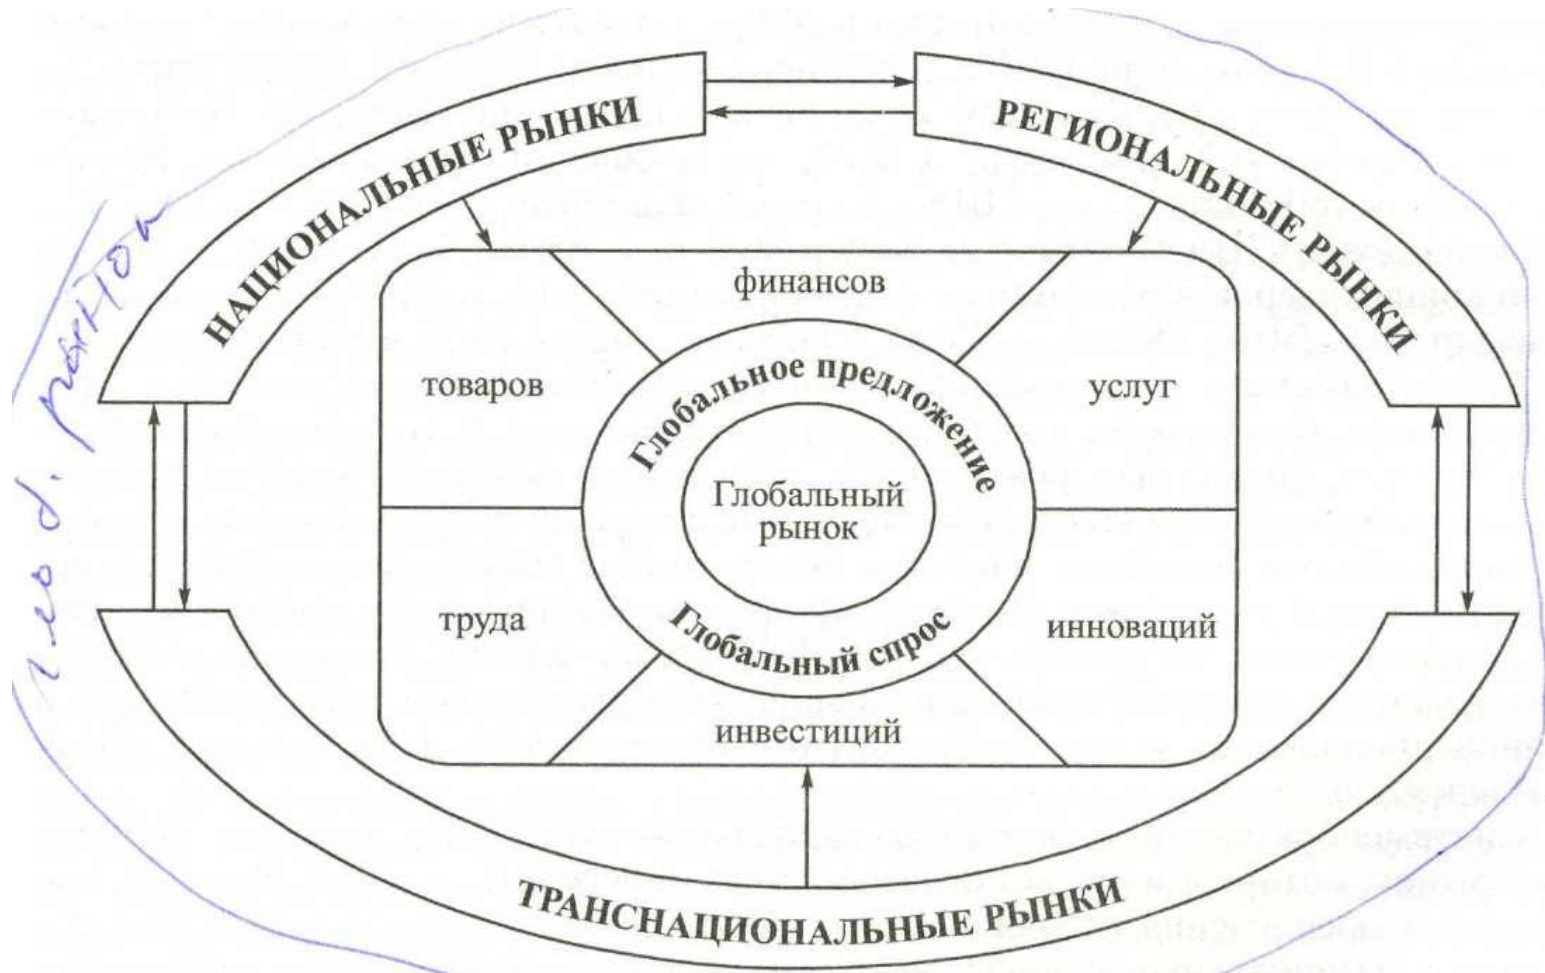 НАЦИОНАЛЬНЫЕ РЫНКИ
РЕГИОНАЛЬНЫЕ РЫНКИ
финансов
товаров
услуг
Глобальное предложение
Глобальный
рынок
Глобальный спрос
труда
инноваций
инвестиций
ТРАНСНАЦИОНАЛЬНЫЕ РЫНКИ